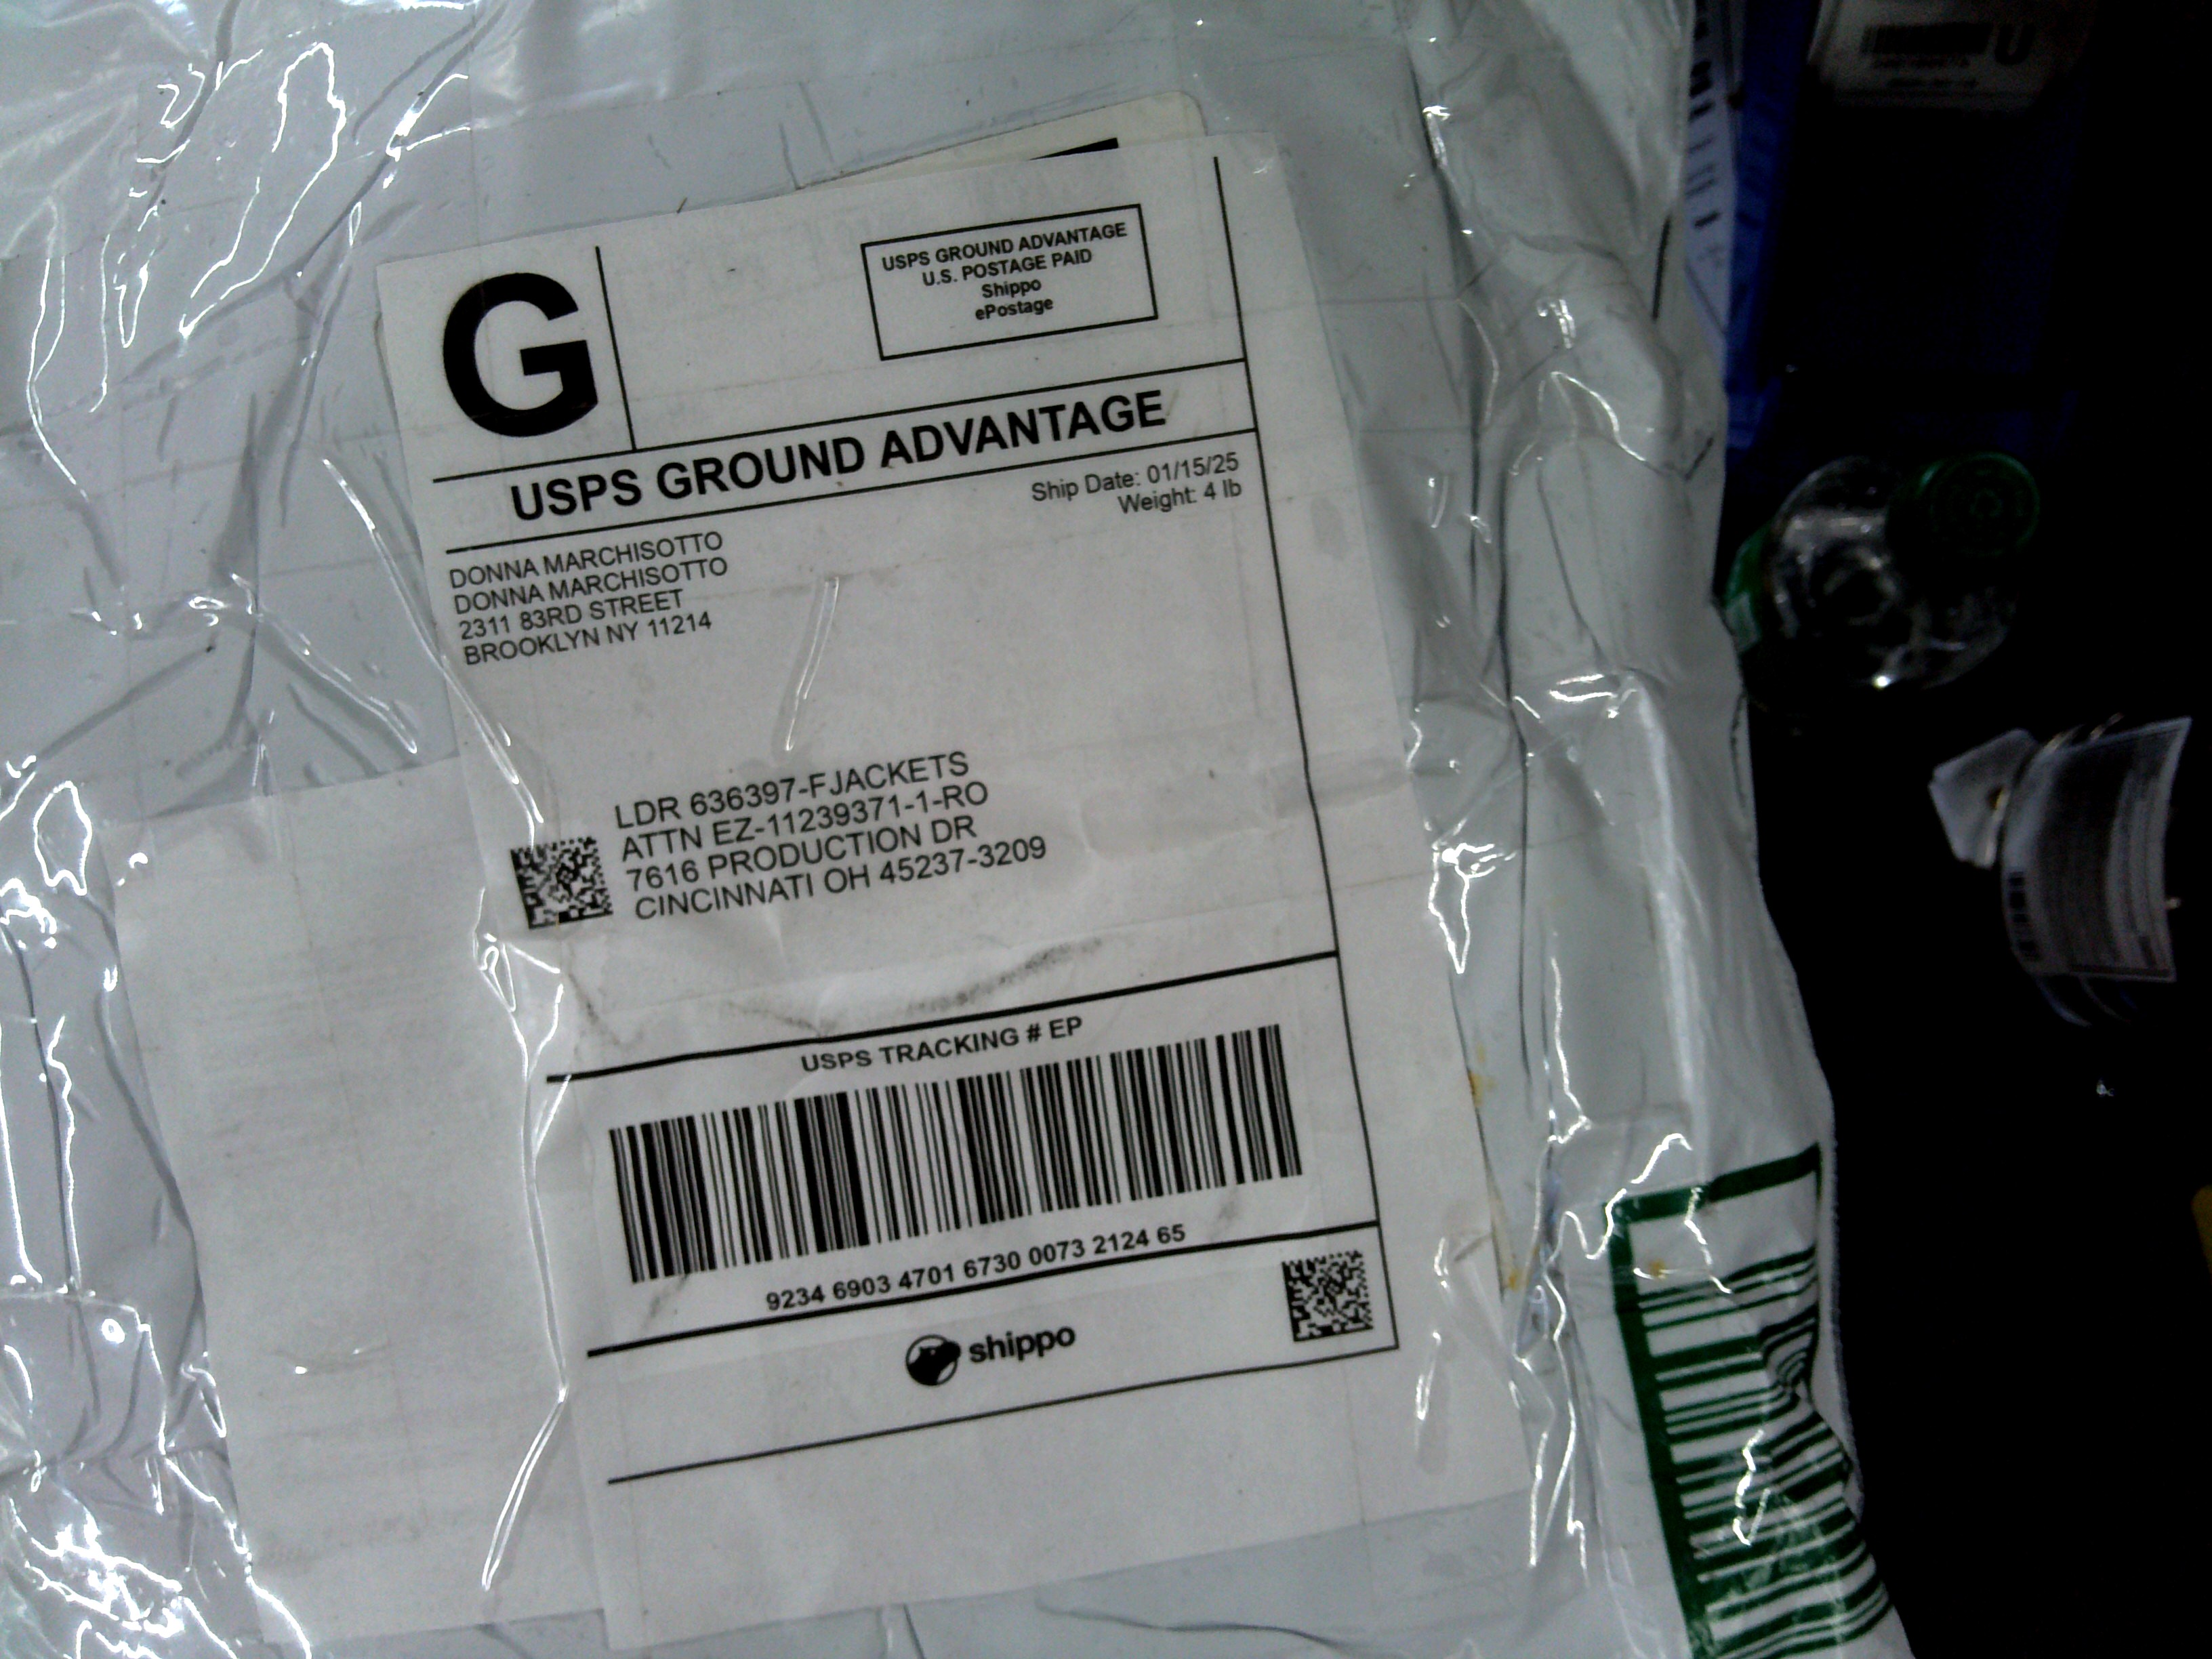 G
USPS GROUND ADVANTAGE
U.S. POSTAGE PAID
Shippo
ePostage
USPS GROUND ADVANTAGE
Ship Date: 01/15/25
Weight: 4 lb
DONNA MARCHISOTTO
DONNA MARCHISOTTO
2311 83RD STREET
BROOKLYN NY 11214
LDR 636397-FJACKETS
ATTN EZ-11239371-1-RO
7616 PRODUCTION DR
CINCINNATI OH 45237-3209
USPS TRACKING # EP
9234 6903 4701 6730 0073 2124 65
shippo
U